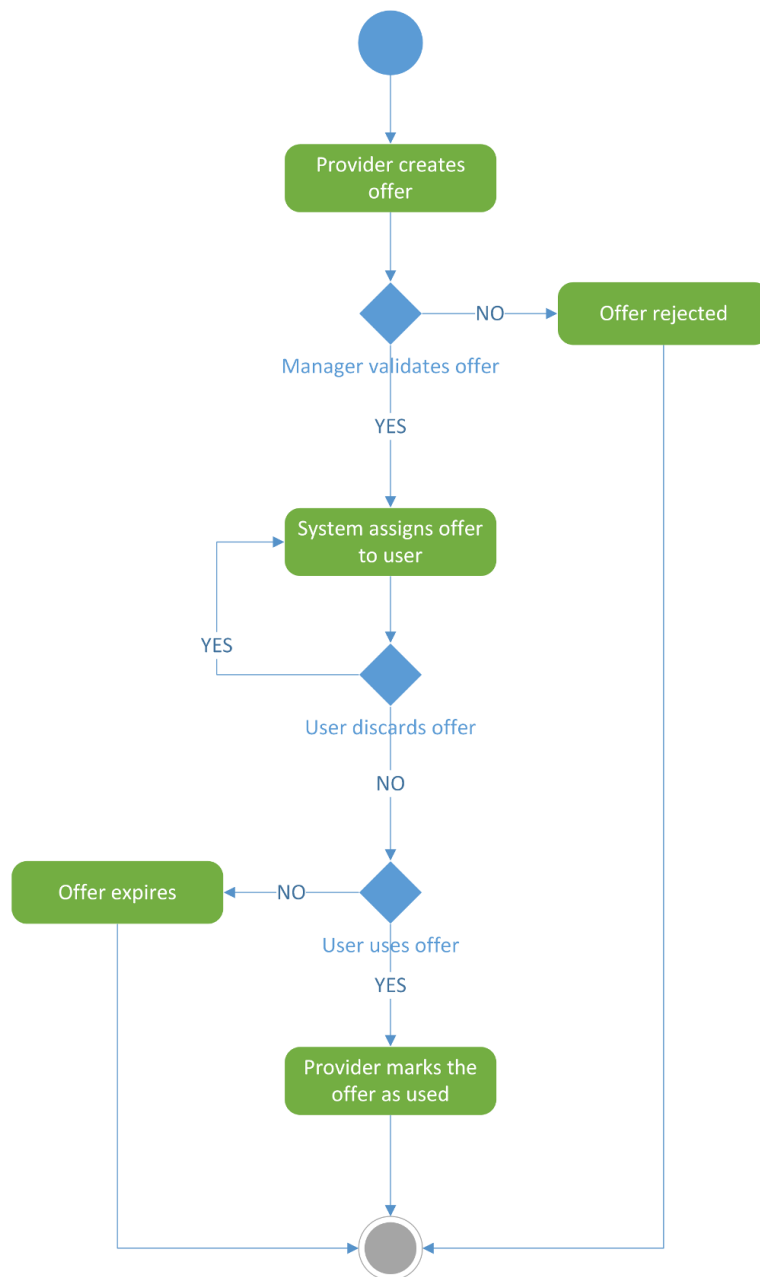 Provider creates
offer
NO
Offer rejected
Manager validates offer
YES
System assigns offer
to user
YES
User discards offer
NO
Offer expires
NO
User uses offer
YES
Provider marks the
offer as used